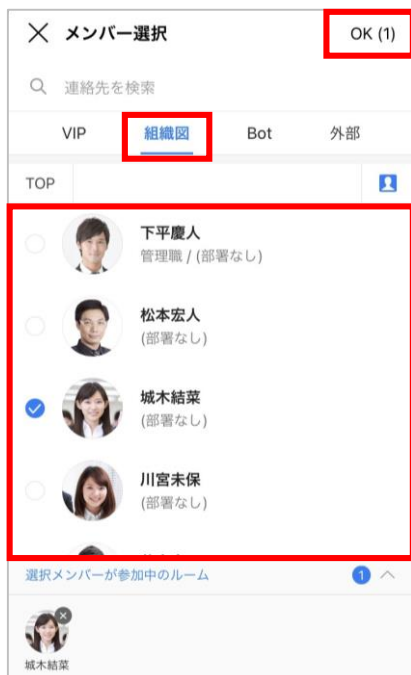 メンバー選択 OK (1)
連絡先を検索
VIP 組織図 Bot 外部
TOP
下平慶人
管理職 / (部署なし)
松本宏人
(部署なし)
城木結菜
(部署なし)
川宮未保
(部署なし)
選択メンバーが参加中のルーム 1
城木結菜